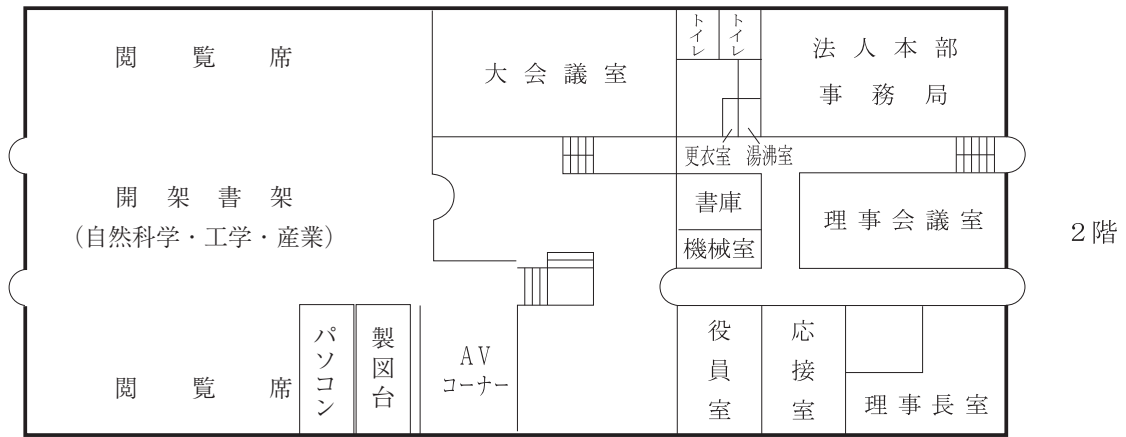 閲覧席
大会議室
トイレ
トイレ
法人本部
事務局
更衣室
湯沸室
開架書架
（自然科学・工学・産業）
書庫
機械室
理事会議室
2階
閲覧席
パソコン
製図台
AV
コーナー
役員室
応接室
理事長室